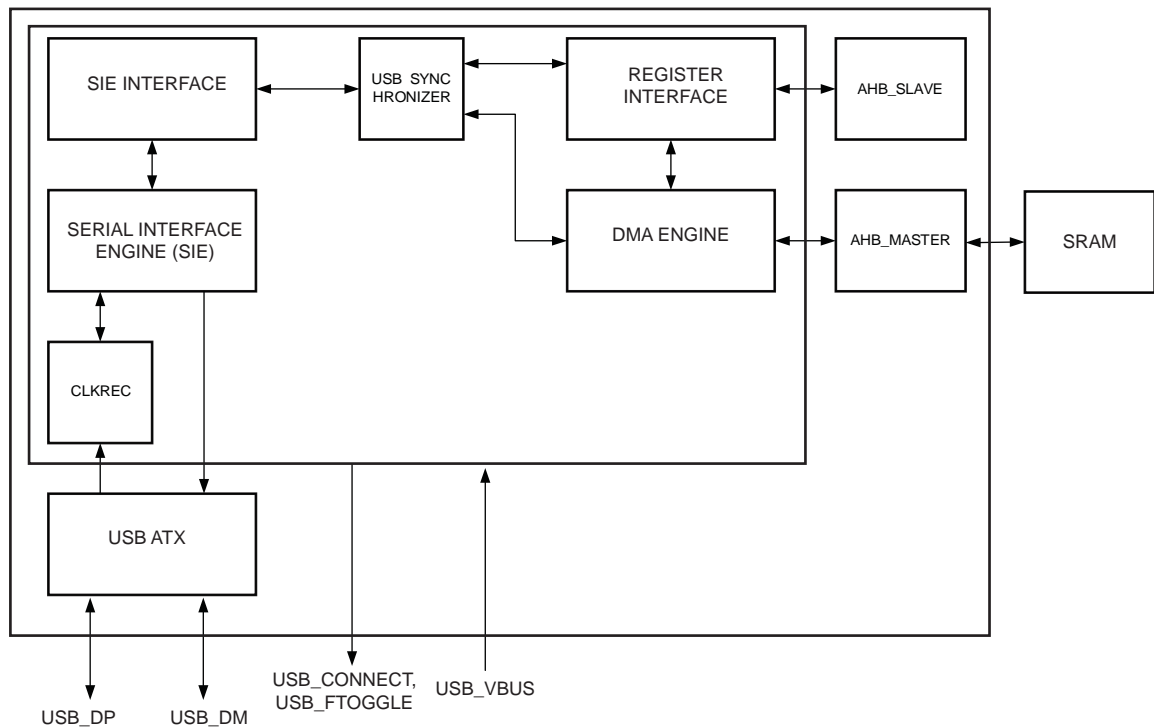 SIE INTERFACE
USB SYNC
HRONIZER
REGISTER
INTERFACE
AHB_SLAVE
SERIAL INTERFACE
ENGINE (SIE)
DMA ENGINE
AHB_MASTER
SRAM
CLKREC
USB ATX
USB_CONNECT,
USB_FTOGGLE
USB_VBUS
USB_DP
USB_DM